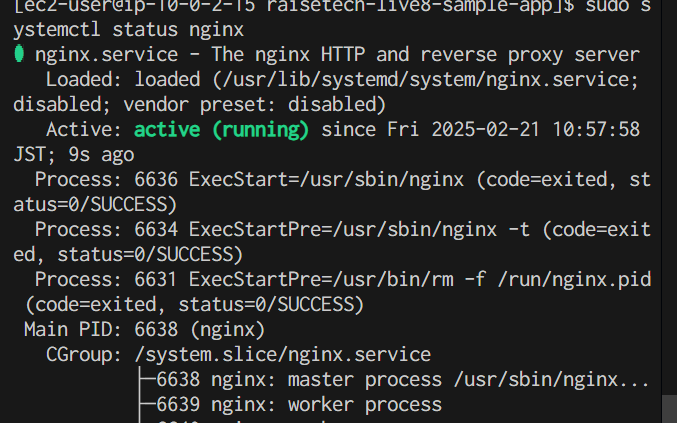 [ec2-user@ip-10-0-2-15 raisetech-live8-sample-app]$ sudo s
ystemctl status nginx
● nginx.service - The nginx HTTP and reverse proxy server
Loaded: loaded (/usr/lib/systemd/system/nginx.service;
disabled; vendor preset: disabled)
Active: active (running) since Fri 2025-02-21 10:57:58
JST; 9s ago
Process: 6636 ExecStart=/usr/sbin/nginx (code=exited, st
atus=0/SUCCESS)
Process: 6634 ExecStartPre=/usr/sbin/nginx -t (code=exit
ed, status=0/SUCCESS)
Process: 6631 ExecStartPre=/usr/bin/rm -f /run/nginx.pid
(code=exited, status=0/SUCCESS)
Main PID: 6638 (nginx)
CGroup: /system.slice/nginx.service
├─6638 nginx: master process /usr/sbin/nginx...
├─6639 nginx: worker process